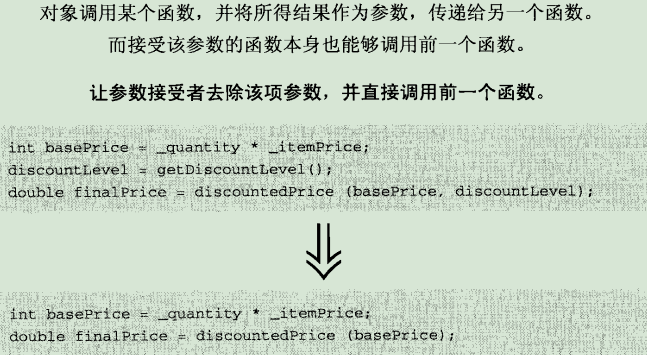 对象调用某个函数，并将所得结果作为参数，传递给另一个函数。
而接受该参数的函数本身也能够调用前一个函数。
让参数接受者去除该项参数，并直接调用前一个函数。
int basePrice = _quantity * _itemPrice;
discountLevel = getDiscountLevel();
double finalPrice = discountedPrice (basePrice, discountLevel);
int basePrice = _quantity * _itemPrice;
double finalPrice = discountedPrice (basePrice);